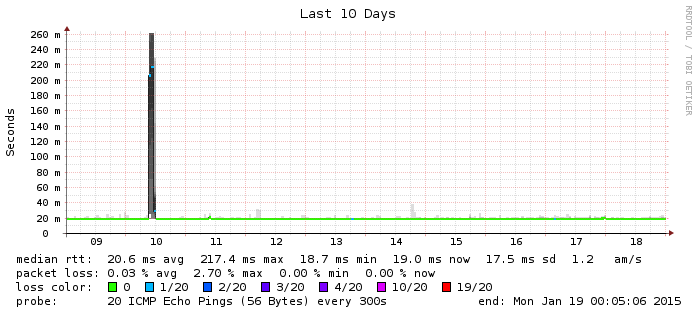 Last 10 Days
RRDTOOL / TOBI OETIKER
Seconds
260 m
240 m
220 m
200 m
180 m
160 m
140 m
120 m
100 m
80 m
60 m
40 m
20 m
0
09 10 11 12 13 14 15 16 17 18
median rtt: 20.6 ms avg 217.4 ms max 18.7 ms min 19.0 ms now 17.5 ms sd 1.2 am/s
packet loss: 0.03 % avg 2.70 % max 0.00 % min 0.00 % now
loss color: 0 1/20 2/20 3/20 4/20 10/20 19/20
probe: 20 ICMP Echo Pings (56 Bytes) every 300s end: Mon Jan 19 00:05:06 2015